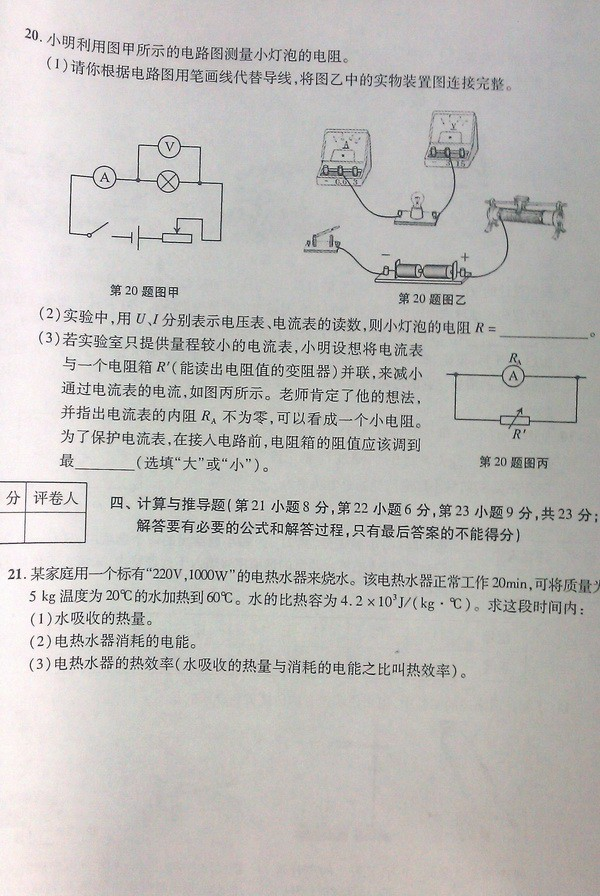 20. 小明利用图甲所示的电路图测量小灯泡的电阻。
(1)请你根据电路图用笔画线代替导线,将图乙中的实物装置图连接完整。
V
A
A
V
- 0.6 3
15
- +
第20题图甲
第20题图乙
(2)实验中,用 U、I 分别表示电压表、电流表的读数,则小灯泡的电阻 R = ________。
(3)若实验室只提供量程较小的电流表,小明设想将电流表
与一个电阻箱 R′(能读出电阻值的变阻器)并联,来减小
通过电流表的电流,如图丙所示。老师肯定了他的想法,
并指出电流表的内阻 RA 不为零,可以看成一个小电阻。
为了保护电流表,在接入电路前,电阻箱的阻值应该调到
最________(选填“大”或“小”)。
RA
A
R′
第20题图丙
分 评卷人
四、计算与推导题(第21小题8分,第22小题6分,第23小题9分,共23分;
解答要有必要的公式和解答过程,只有最后答案的不能得分)
21. 某家庭用一个标有“220V,1000W”的电热水器来烧水。该电热水器正常工作20min,可将质量为
5 kg 温度为20℃的水加热到60℃。水的比热容为4.2×10³J/(kg·℃)。求这段时间内:
(1)水吸收的热量。
(2)电热水器消耗的电能。
(3)电热水器的热效率(水吸收的热量与消耗的电能之比叫热效率)。